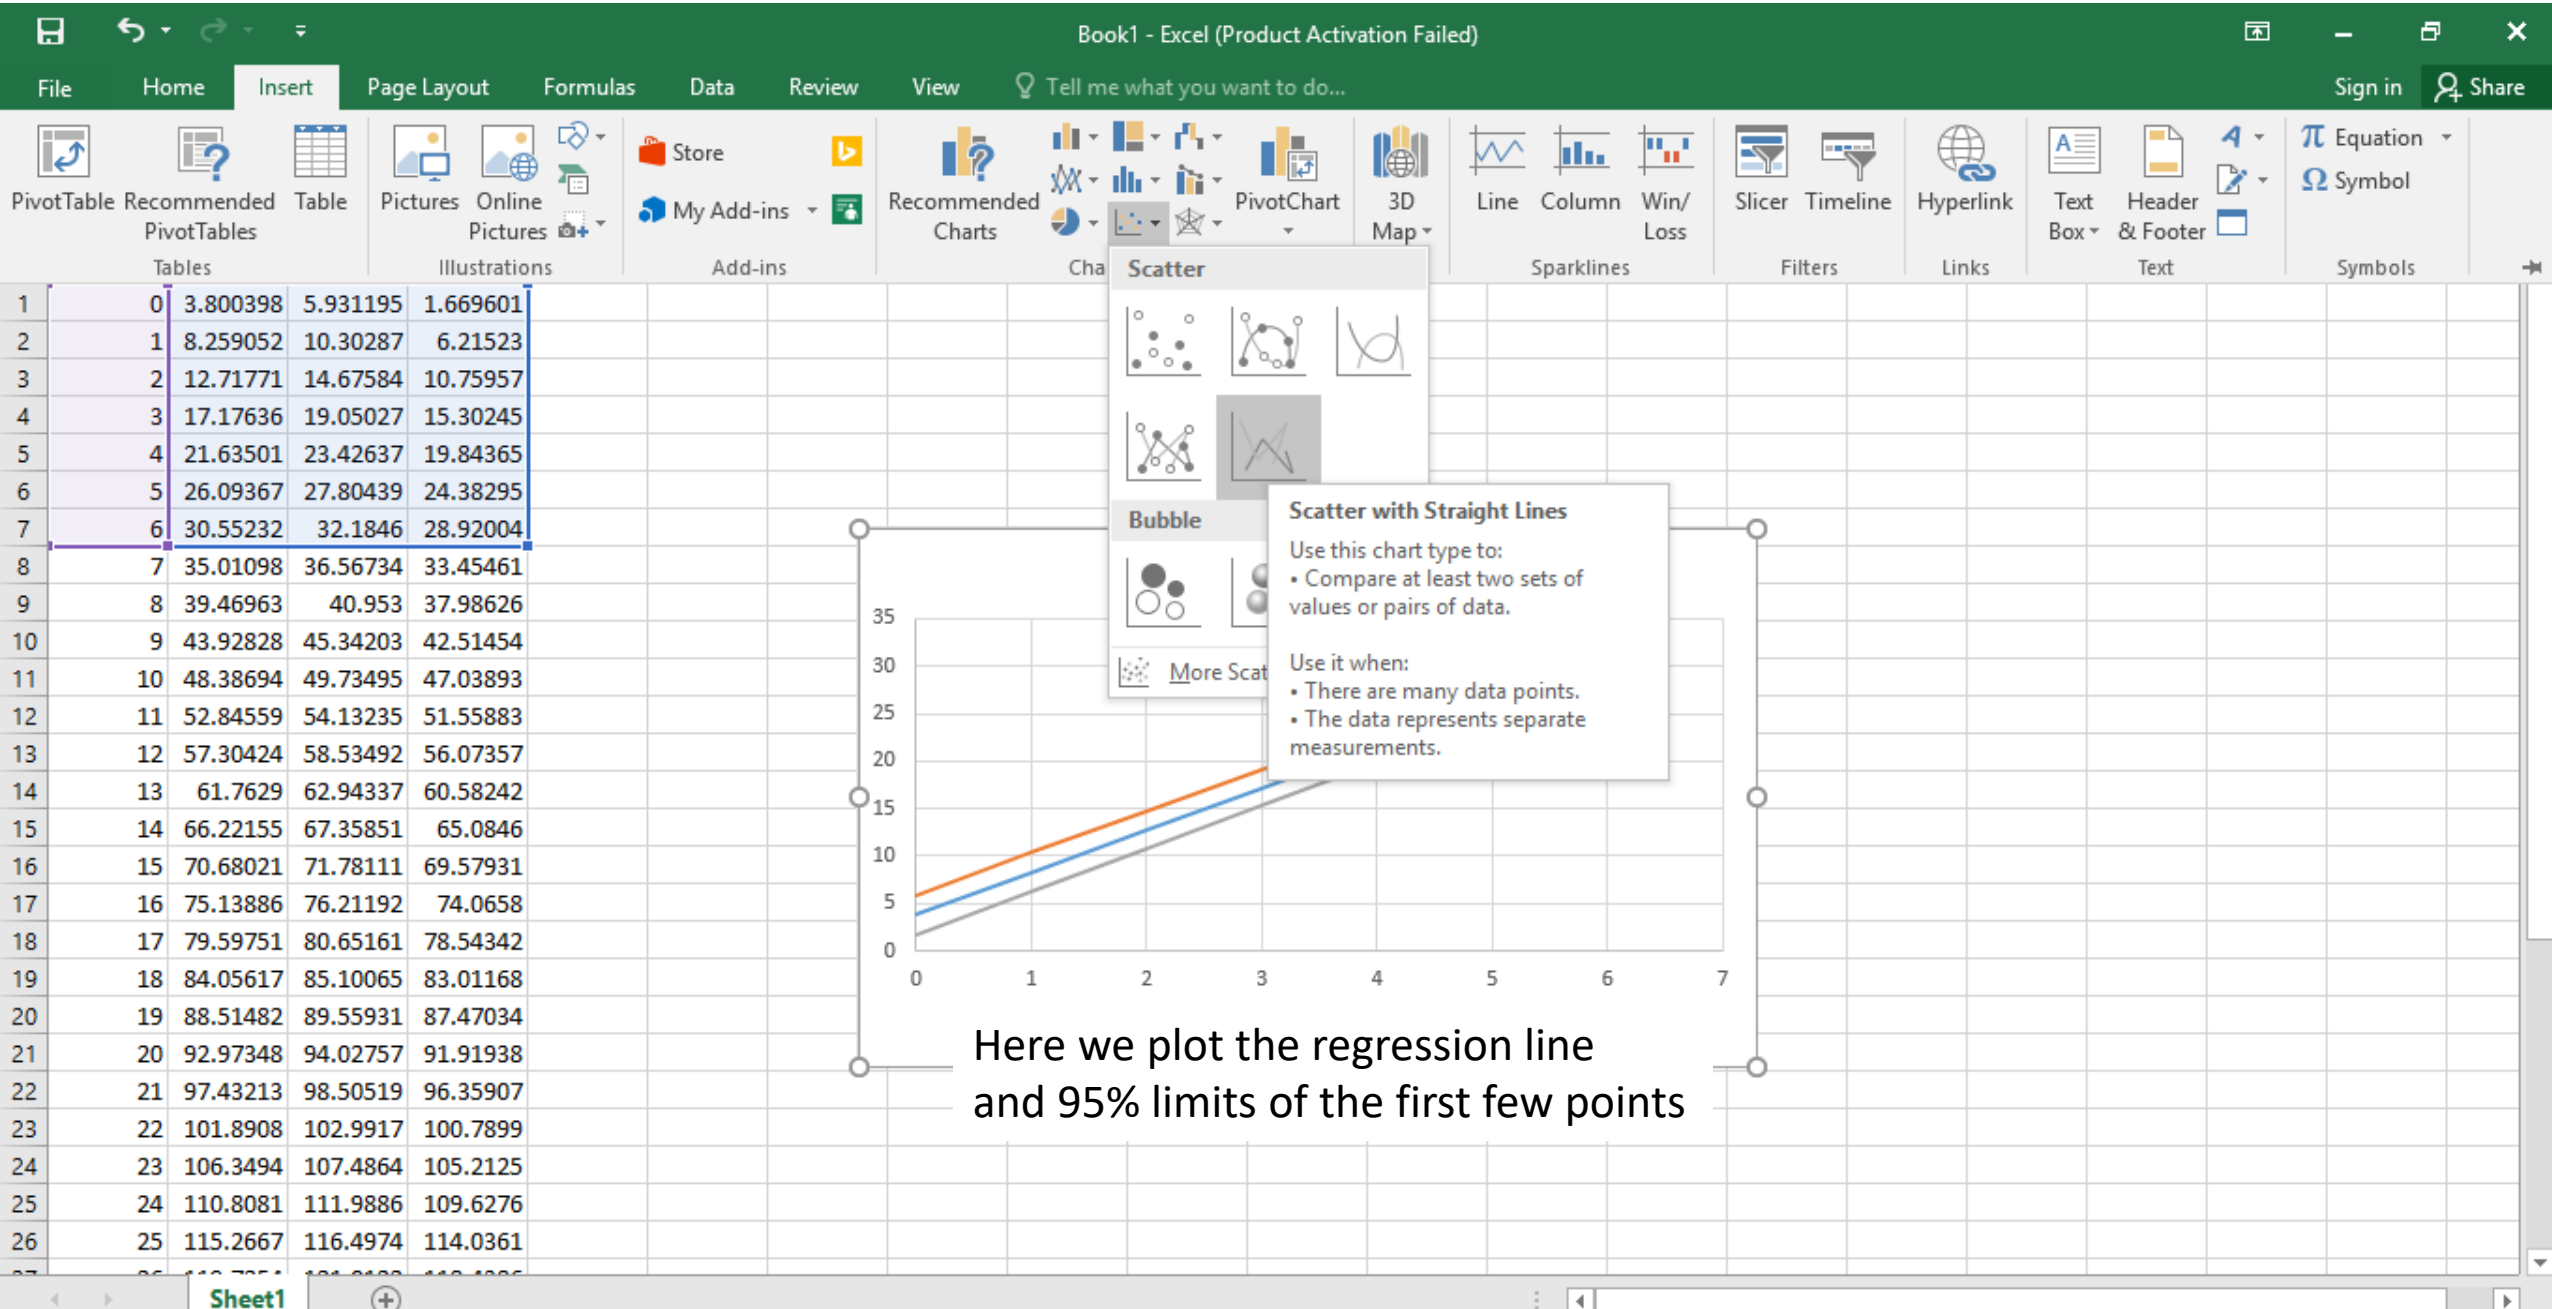 Book1 - Excel (Product Activation Failed)
File Home Insert Page Layout Formulas Data Review View Tell me what you want to do... Sign in Share
PivotTable Recommended PivotTables Table Pictures Online Pictures Store My Add-ins Recommended Charts PivotChart 3D Map Line Column Win/ Loss Slicer Timeline Hyperlink Text Box Header & Footer Equation Symbol
Tables Illustrations Add-ins Cha Sparklines Filters Links Text Symbols
Scatter
Bubble
More Scat
Scatter with Straight Lines
Use this chart type to:
• Compare at least two sets of
values or pairs of data.
Use it when:
• There are many data points.
• The data represents separate
measurements.
1 0 3.800398 5.931195 1.669601
2 1 8.259052 10.30287 6.21523
3 2 12.71771 14.67584 10.75957
4 3 17.17636 19.05027 15.30245
5 4 21.63501 23.42637 19.84365
6 5 26.09367 27.80439 24.38295
7 6 30.55232 32.1846 28.92004
8 7 35.01098 36.56734 33.45461
9 8 39.46963 40.953 37.98626
10 9 43.92828 45.34203 42.51454
11 10 48.38694 49.73495 47.03893
12 11 52.84559 54.13235 51.55883
13 12 57.30424 58.53492 56.07357
14 13 61.7629 62.94337 60.58242
15 14 66.22155 67.35851 65.0846
16 15 70.68021 71.78111 69.57931
17 16 75.13886 76.21192 74.0658
18 17 79.59751 80.65161 78.54342
19 18 84.05617 85.10065 83.01168
20 19 88.51482 89.55931 87.47034
21 20 92.97348 94.02757 91.91938
22 21 97.43213 98.50519 96.35907
23 22 101.8908 102.9917 100.7899
24 23 106.3494 107.4864 105.2125
25 24 110.8081 111.9886 109.6276
26 25 115.2667 116.4974 114.0361
35
30
25
20
15
10
5
0
0 1 2 3 4 5 6 7
Here we plot the regression line
and 95% limits of the first few points
Sheet1